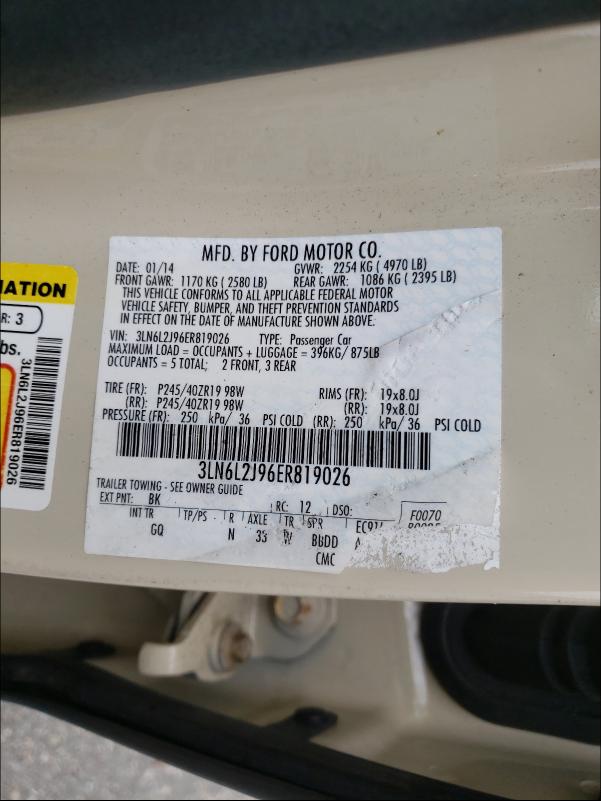 MFD. BY FORD MOTOR CO.
DATE: 01/14 GVWR: 2254 KG ( 4970 LB)
FRONT GAWR: 1170 KG ( 2580 LB) REAR GAWR: 1086 KG ( 2395 LB)
THIS VEHICLE CONFORMS TO ALL APPLICABLE FEDERAL MOTOR
VEHICLE SAFETY, BUMPER, AND THEFT PREVENTION STANDARDS
IN EFFECT ON THE DATE OF MANUFACTURE SHOWN ABOVE.
VIN: 3LN6L2J96ER819026 TYPE: Passenger Car
MAXIMUM LOAD = OCCUPANTS + LUGGAGE = 396KG/ 875LB
OCCUPANTS = 5 TOTAL; 2 FRONT, 3 REAR
TIRE (FR): P245/40ZR19 98W RIMS (FR): 19x8.0J
(RR): P245/40ZR19 98W (RR): 19x8.0J
PRESSURE (FR): 250 kPa/ 36 PSI COLD (RR): 250 kPa/ 36 PSI COLD
3LN6L2J96ER819026
TRAILER TOWING - SEE OWNER GUIDE
EXT PNT: BK RC: 12 DSO: F0070
INT TR TP/PS R AXLE TR SPR
GQ N 35 W BBDD
CMC
NATION
R: 3
bs.
3LN6L2J96ER819026